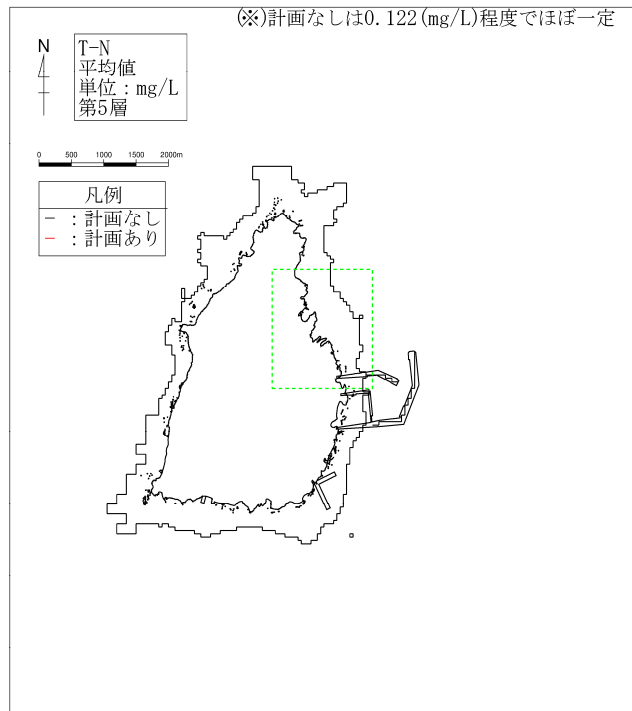 (※)計画なしは0.122(mg/L)程度でほぼ一定
N
T-N
平均値
単位：mg/L
第5層
0 500 1000 1500 2000m
凡例
－ ：計画なし
－ ：計画あり